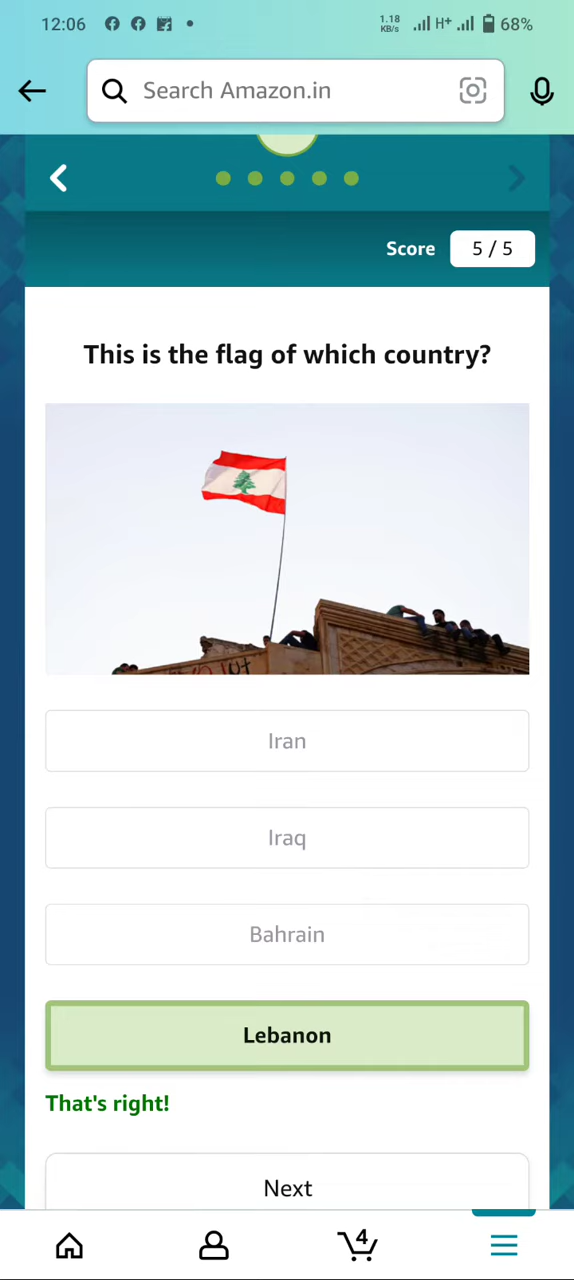 12:06
1.18
KB/s
H+
68%
Search Amazon.in
Score
5 / 5
This is the flag of which country?
Iran
Iraq
Bahrain
Lebanon
That's right!
Next
4